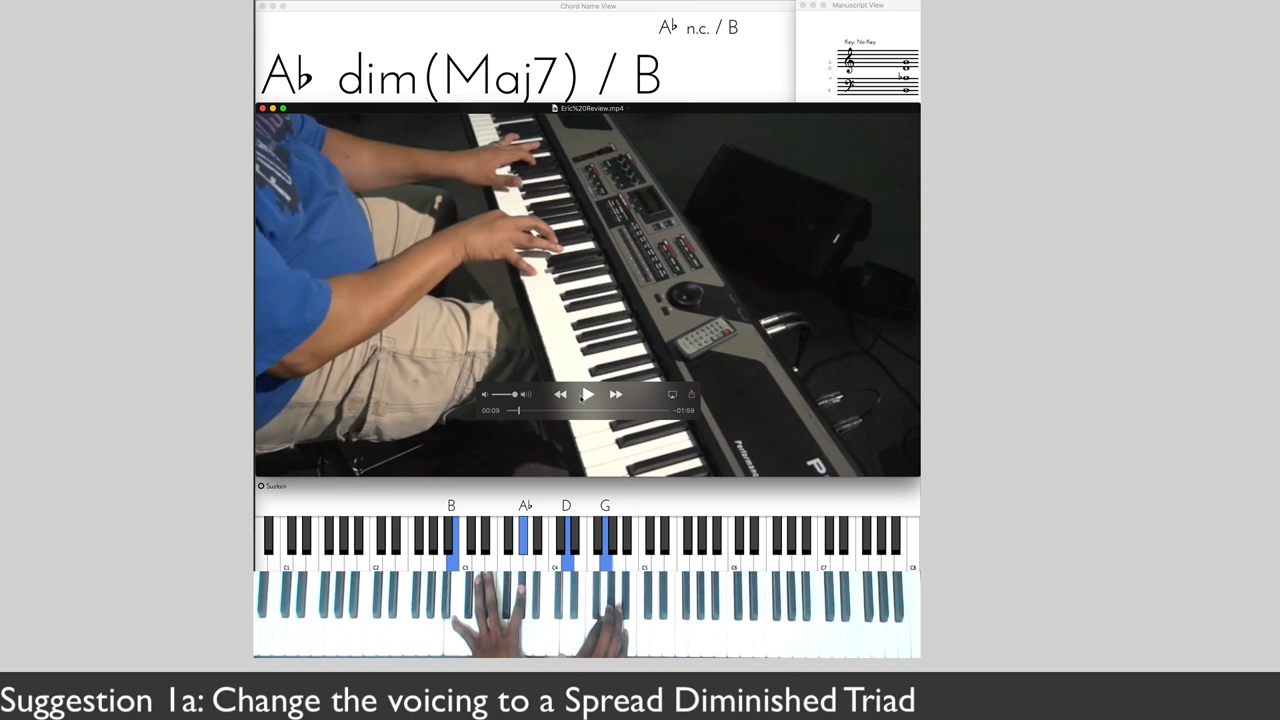 Chord Name View
Manuscript View
A♭ n.c. / B
Key: No Key
A♭ dim(Maj7) / B
Eric%20Review.mp4
00:09
-01:59
Performance
P
Sustain
B
A♭
D
G
C1
C2
C3
C4
C5
C6
C7
C8
Suggestion 1a: Change the voicing to a Spread Diminished Triad